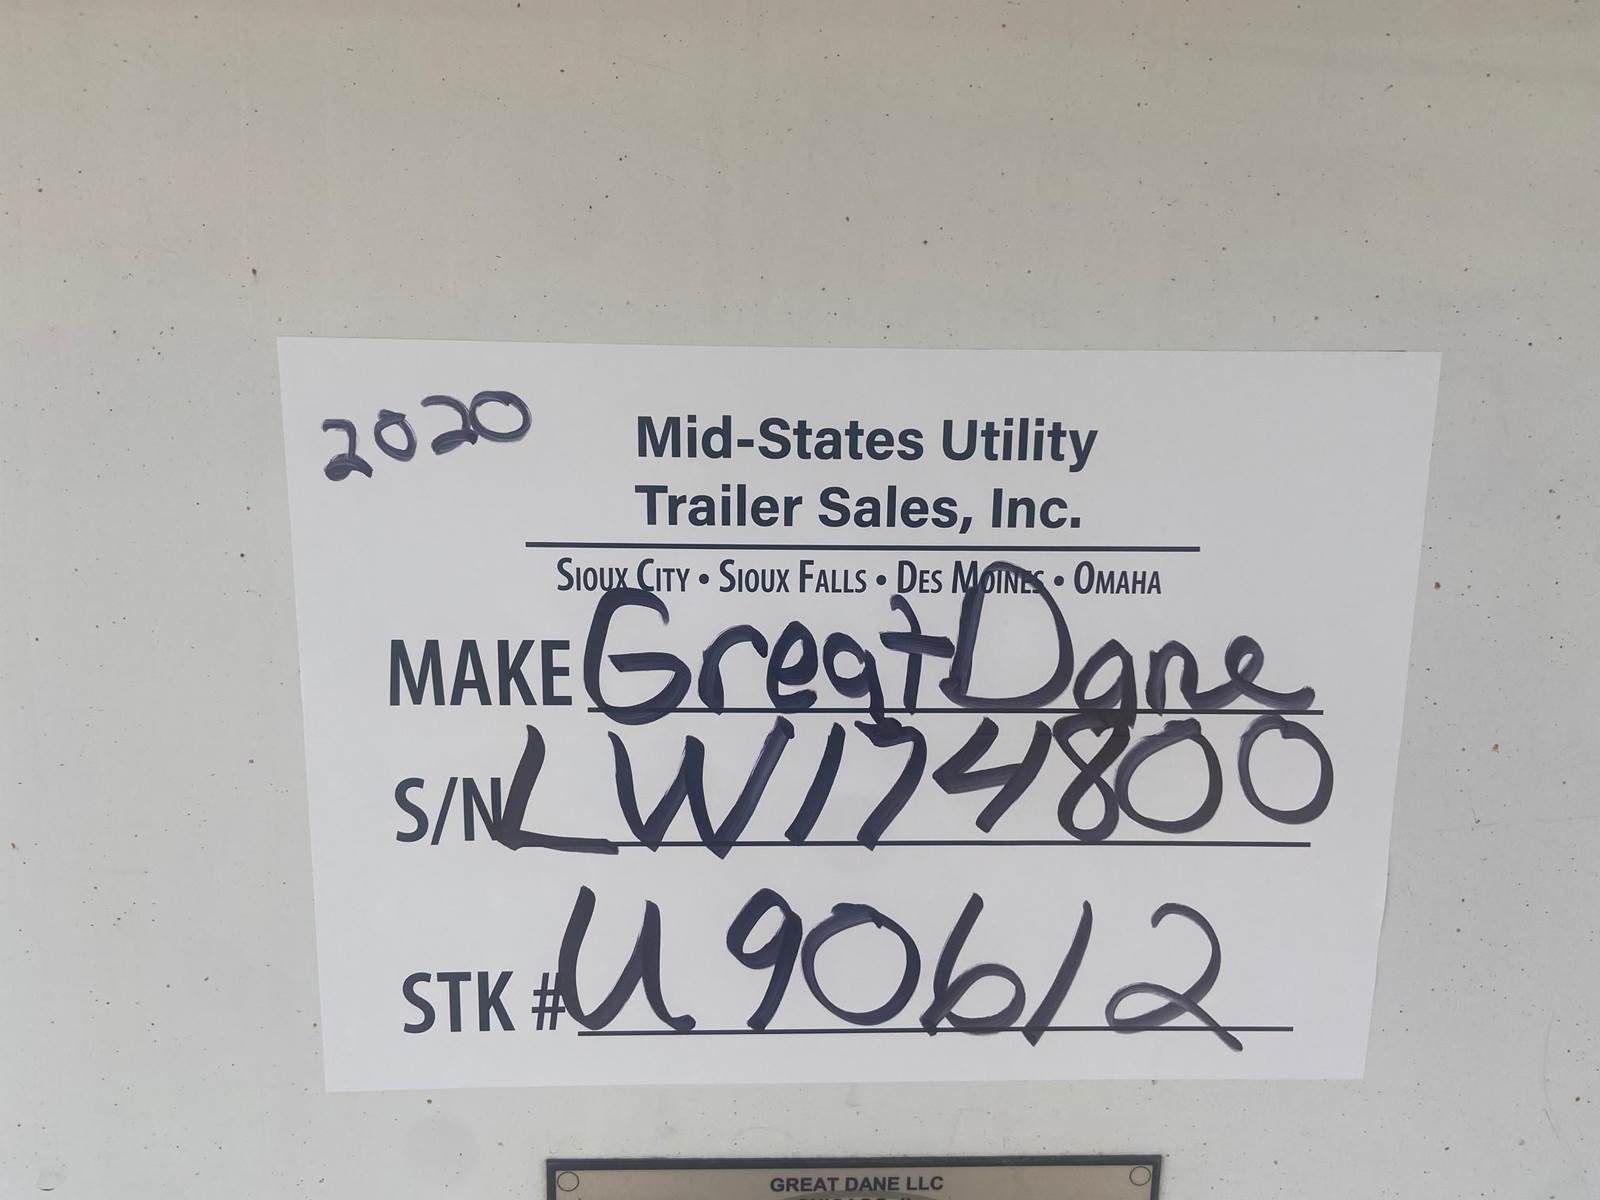 2020
Mid-States Utility
Trailer Sales, Inc.
Sioux City • Sioux Falls • Des Moines • Omaha
MAKE Great Dane
S/N LW174800
STK # U90612
GREAT DANE LLC